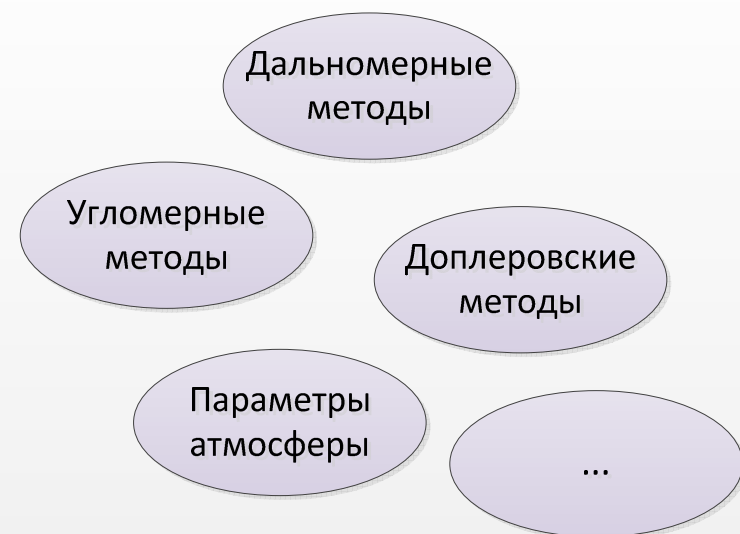 Дальномерные
методы
Угломерные
методы
Доплеровские
методы
Параметры
атмосферы
...